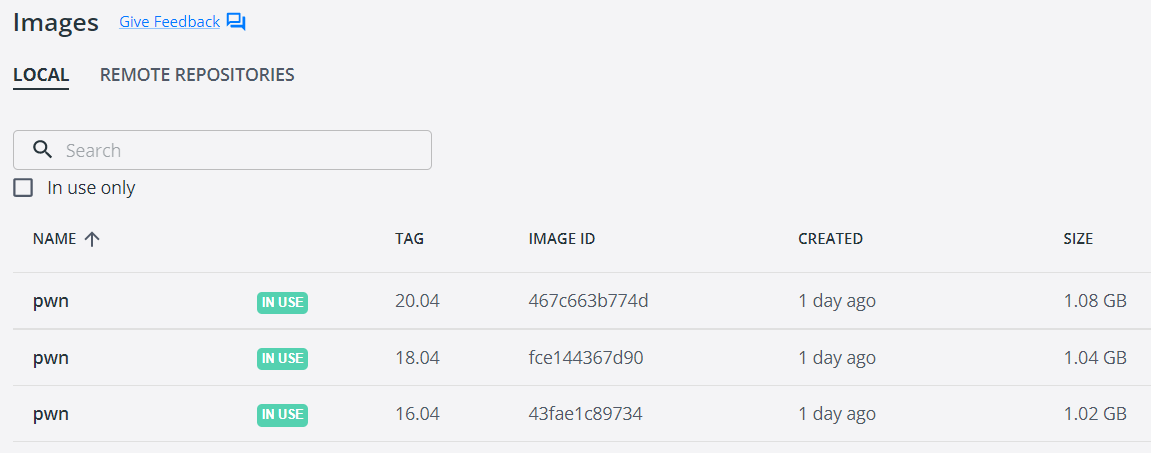 Images Give Feedback
LOCAL REMOTE REPOSITORIES
Search
In use only
NAME TAG IMAGE ID CREATED SIZE
pwn IN USE 20.04 467c663b774d 1 day ago 1.08 GB
pwn IN USE 18.04 fce144367d90 1 day ago 1.04 GB
pwn IN USE 16.04 43fae1c89734 1 day ago 1.02 GB